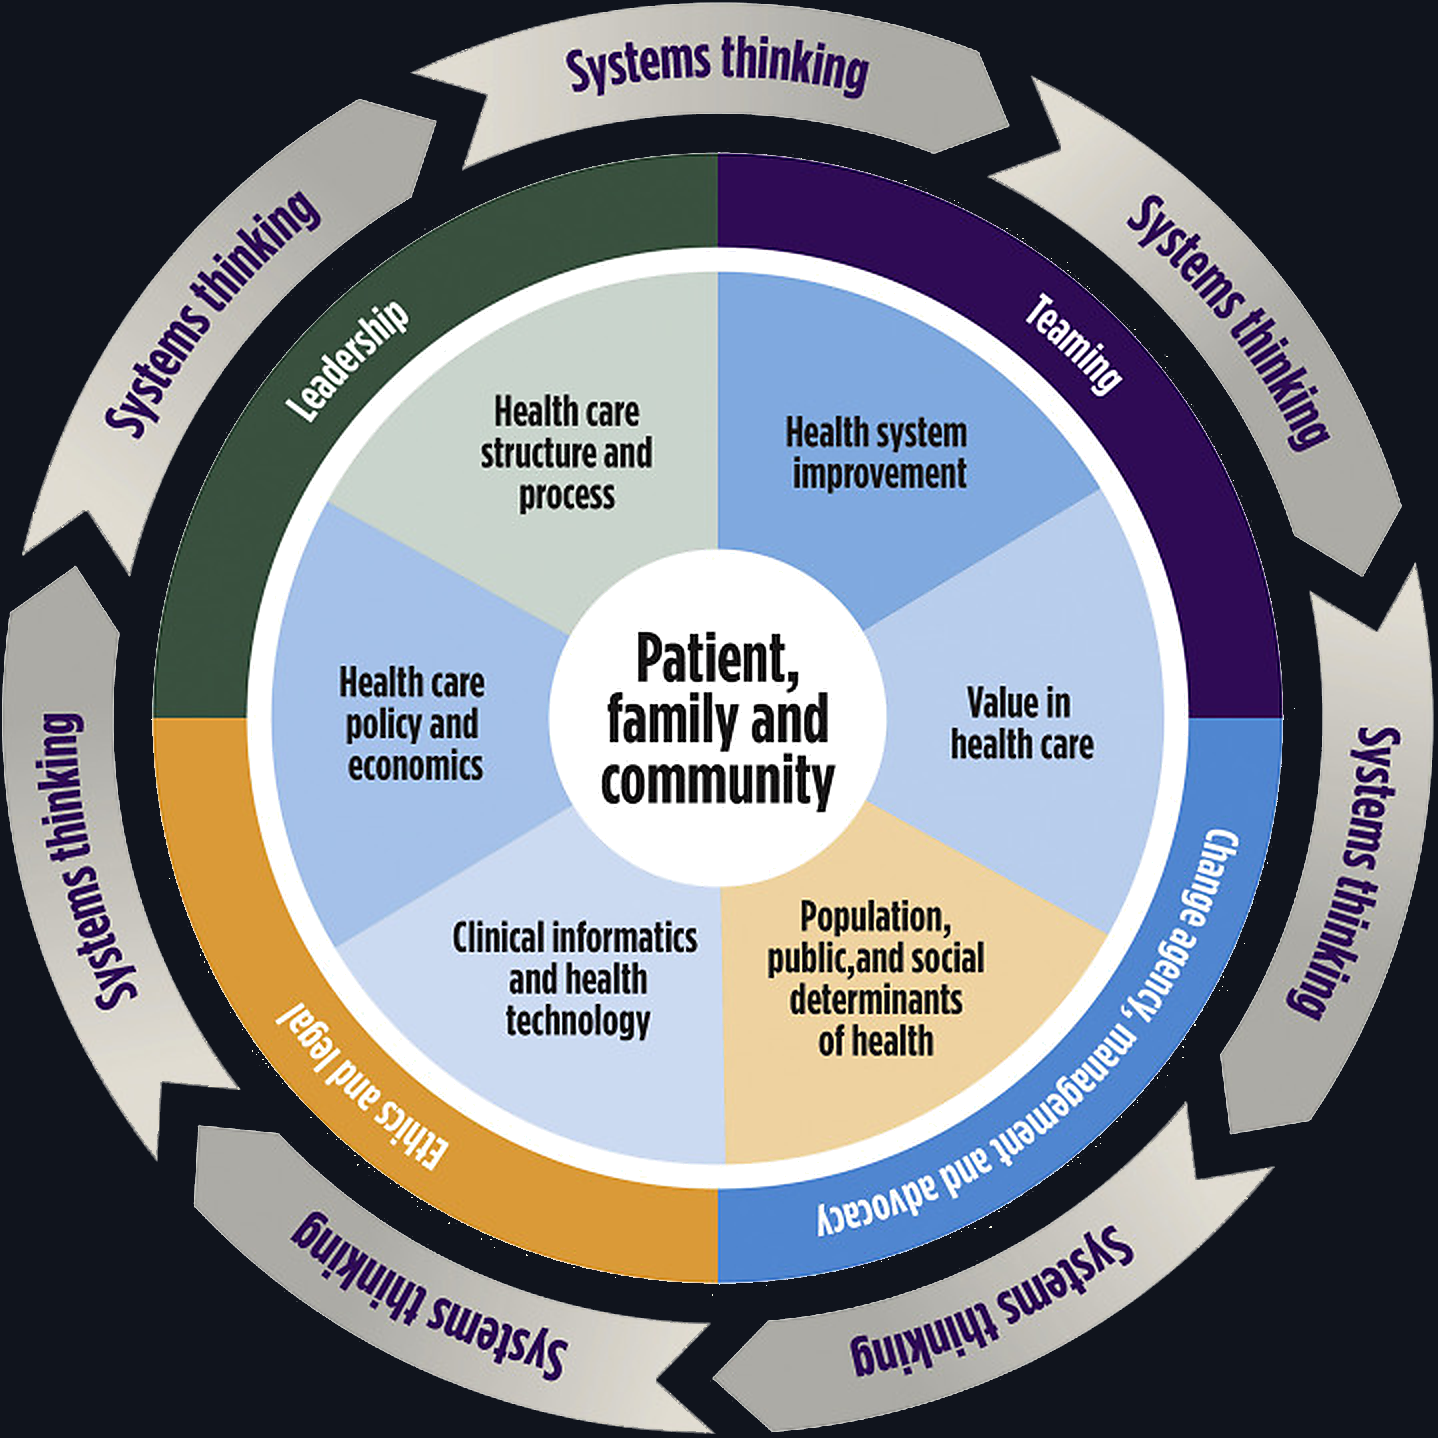 Systems thinking
Systems thinking
Systems thinking
Systems thinking
Systems thinking
Systems thinking
Systems thinking
Leadership
Teaming
Change agency, management and advocacy
Ethics and legal
Health care
structure and
process
Health system
improvement
Value in
health care
Population,
public,and social
determinants
of health
Clinical informatics
and health
technology
Health care
policy and
economics
Patient,
family and
community